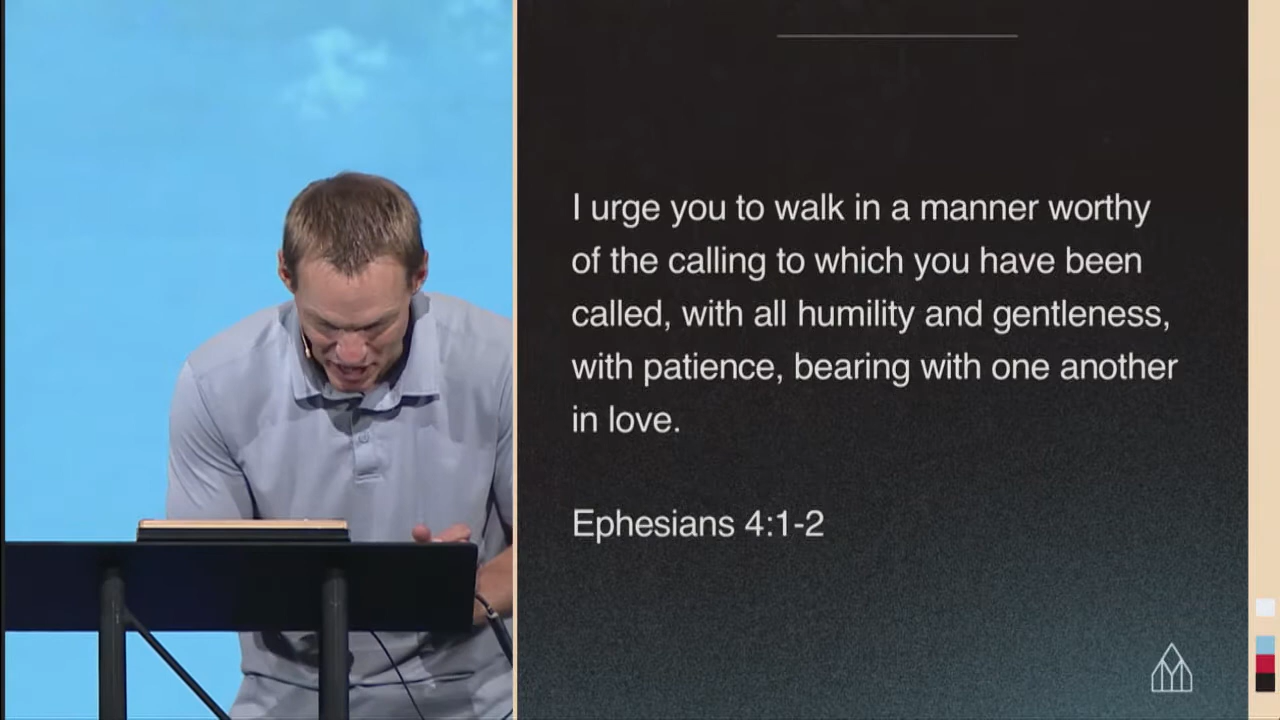 I urge you to walk in a manner worthy
of the calling to which you have been
called, with all humility and gentleness,
with patience, bearing with one another
in love.
Ephesians 4:1-2